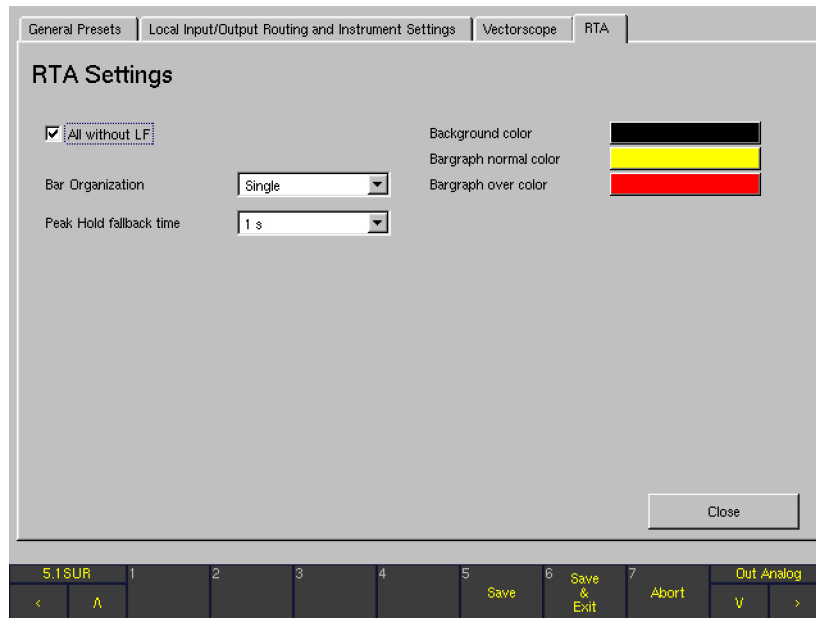 General Presets
Local Input/Output Routing and Instrument Settings
Vectorscope
RTA
RTA Settings
All without LF
Background color
Bargraph normal color
Bar Organization
Single
Bargraph over color
Peak Hold fallback time
1 s
Close
5.1SUR
1
2
3
4
5
6
7
Out Analog
<
Λ
Save
Save
&
Exit
Abort
V
>